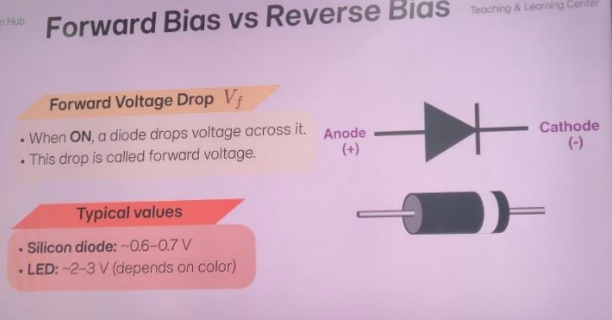 n Hub
Forward Bias vs Reverse Bias
Teaching & Learning Center
Forward Voltage Drop V_f
• When ON, a diode drops voltage across it.
• This drop is called forward voltage.
Anode
(+)
Cathode
(-)
Typical values
• Silicon diode: ~0.6–0.7 V
• LED: ~2–3 V (depends on color)